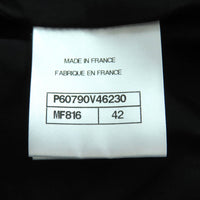 MADE IN FRANCE
FABRIQUE EN FRANCE
P60790V46230
MF816 42